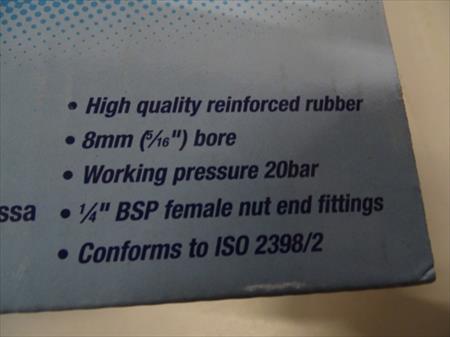 • High quality reinforced rubber
• 8mm (5/16") bore
• Working pressure 20bar
ssa • 1/4" BSP female nut end fittings
• Conforms to ISO 2398/2